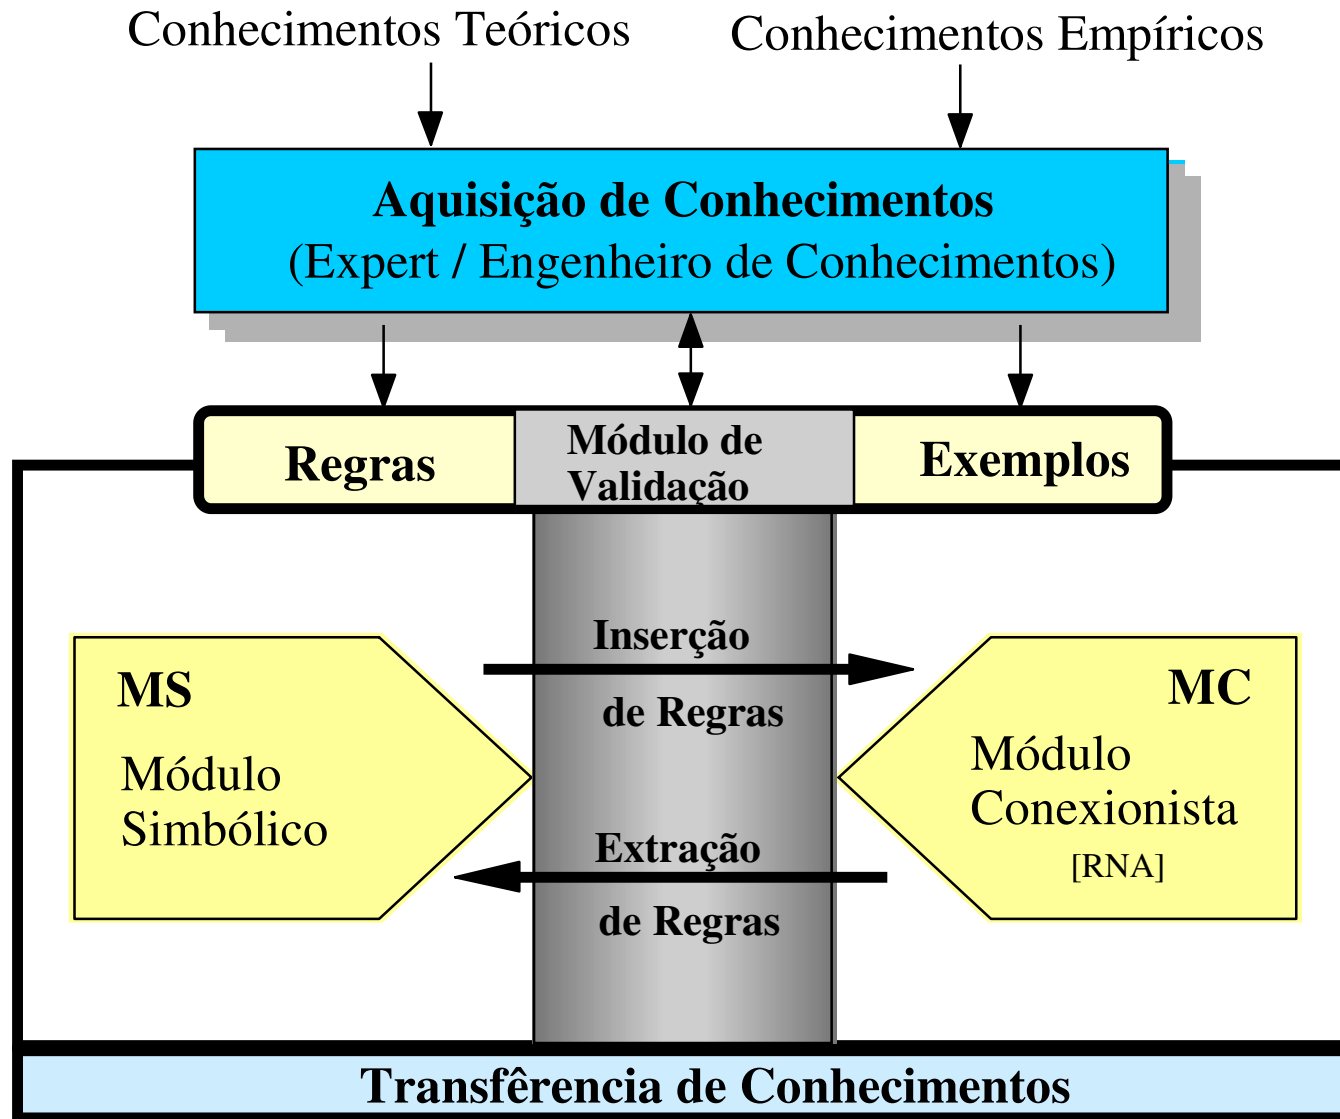 Conhecimentos Teóricos
Conhecimentos Empíricos
Aquisição de Conhecimentos
(Expert / Engenheiro de Conhecimentos)
Regras
Módulo de
Validação
Exemplos
Inserção
de Regras
MS
Módulo
Simbólico
MC
Módulo
Conexionista
[RNA]
Extração
de Regras
Transfêrencia de Conhecimentos